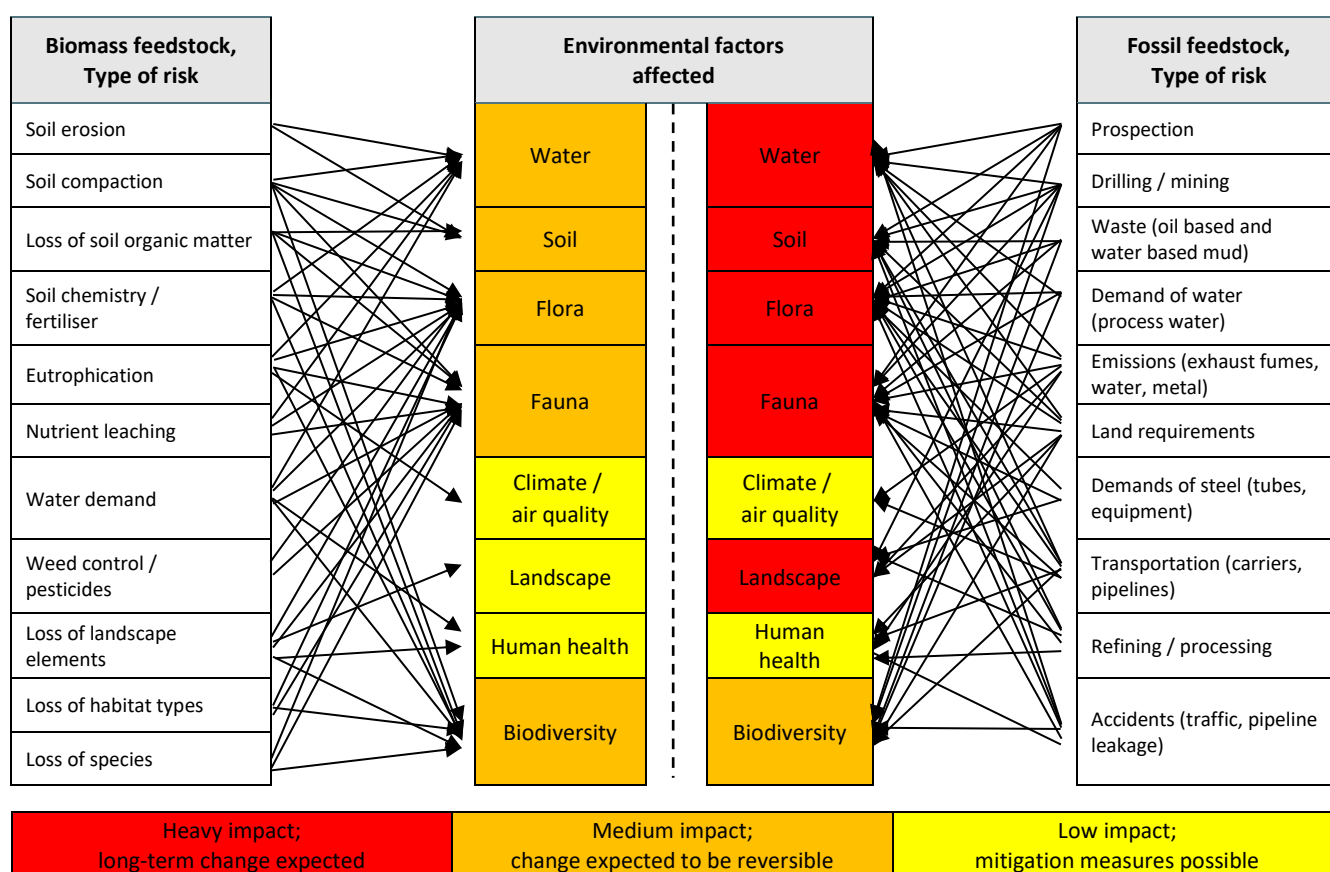 Biomass feedstock,
Type of risk
Soil erosion
Soil compaction
Loss of soil organic matter
Soil chemistry /
fertiliser
Eutrophication
Nutrient leaching
Water demand
Weed control /
pesticides
Loss of landscape
elements
Loss of habitat types
Loss of species
Environmental factors
affected
Water
Soil
Flora
Fauna
Climate /
air quality
Landscape
Human health
Biodiversity
Water
Soil
Flora
Fauna
Climate /
air quality
Landscape
Human
health
Biodiversity
Fossil feedstock,
Type of risk
Prospection
Drilling / mining
Waste (oil based and
water based mud)
Demand of water
(process water)
Emissions (exhaust fumes,
water, metal)
Land requirements
Demands of steel (tubes,
equipment)
Transportation (carriers,
pipelines)
Refining / processing
Accidents (traffic, pipeline
leakage)
Heavy impact;
long-term change expected
Medium impact;
change expected to be reversible
Low impact;
mitigation measures possible